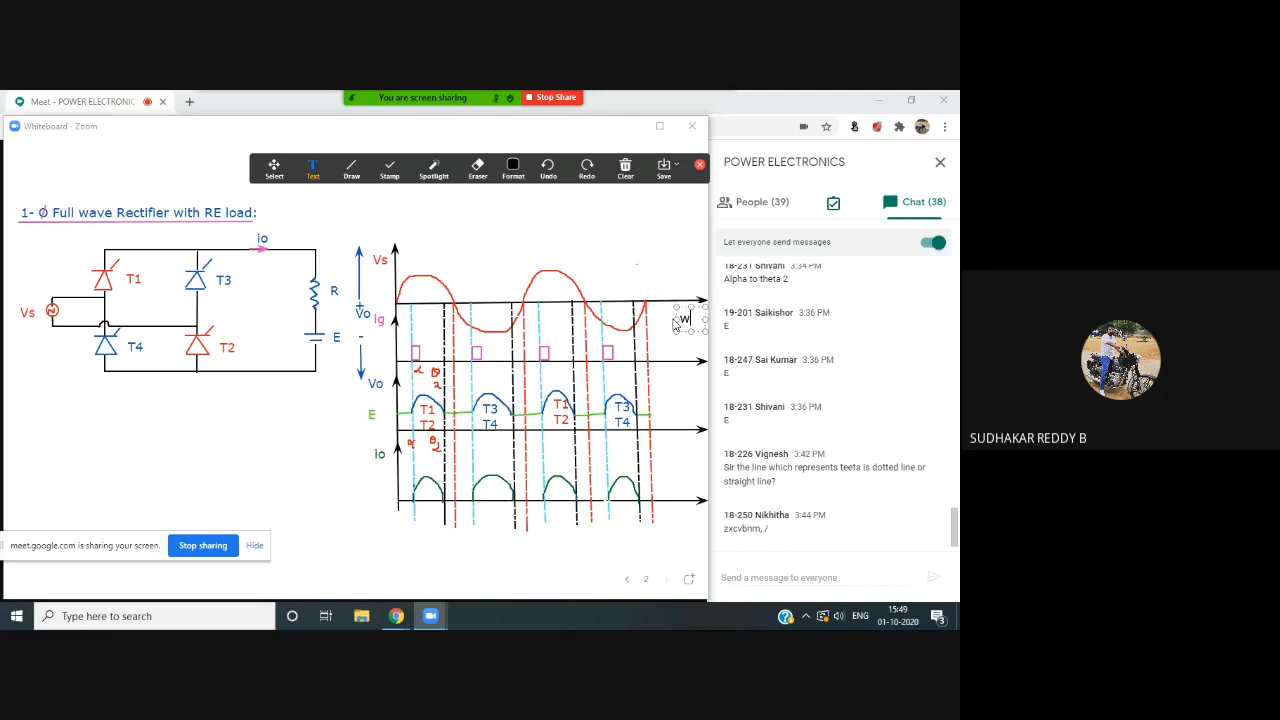 Meet - POWER ELECTRONIC
You are screen sharing
Stop Share
Whiteboard - Zoom
Select
Text
Draw
Stamp
Spotlight
Eraser
Format
Undo
Redo
Clear
Save
1- Ø Full wave Rectifier with RE load:
io
T1
T3
R
Vs
T4
T2
E
Vo
+
-
Vs
ig
w
α
θ2
Vo
E
T1
T2
T3
T4
T1
T2
T3
T4
α
θ2
io
meet.google.com is sharing your screen.
Stop sharing
Hide
2
POWER ELECTRONICS
People (39)
Chat (38)
Let everyone send messages
18-231 Shivani 3:34 PM
Alpha to theta 2
19-201 Saikishor 3:36 PM
E
18-247 Sai Kumar 3:36 PM
E
18-231 Shivani 3:36 PM
E
18-226 Vignesh 3:42 PM
Sir the line which represents teeta is dotted line or
straight line?
18-250 Nikhitha 3:44 PM
zxcvbnm,./
Send a message to everyone
SUDHAKAR REDDY B
Type here to search
ENG
15:49
01-10-2020
3